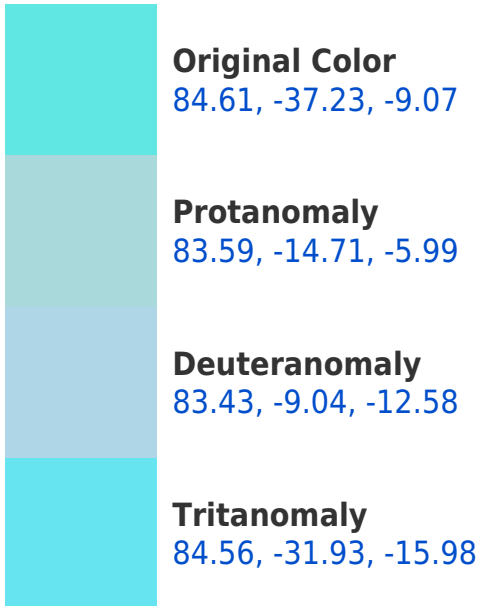 Original Color
84.61, -37.23, -9.07
Protanomaly
83.59, -14.71, -5.99
Deuteranomaly
83.43, -9.04, -12.58
Tritanomaly
84.56, -31.93, -15.98